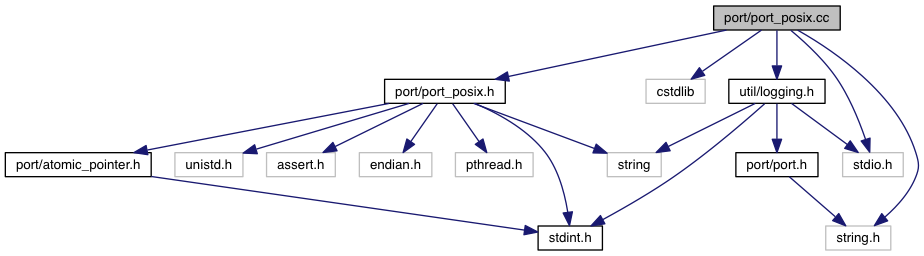 port/port_posix.cc
port/port_posix.h
cstdlib
util/logging.h
port/atomic_pointer.h
unistd.h
assert.h
endian.h
pthread.h
string
port/port.h
stdio.h
stdint.h
string.h